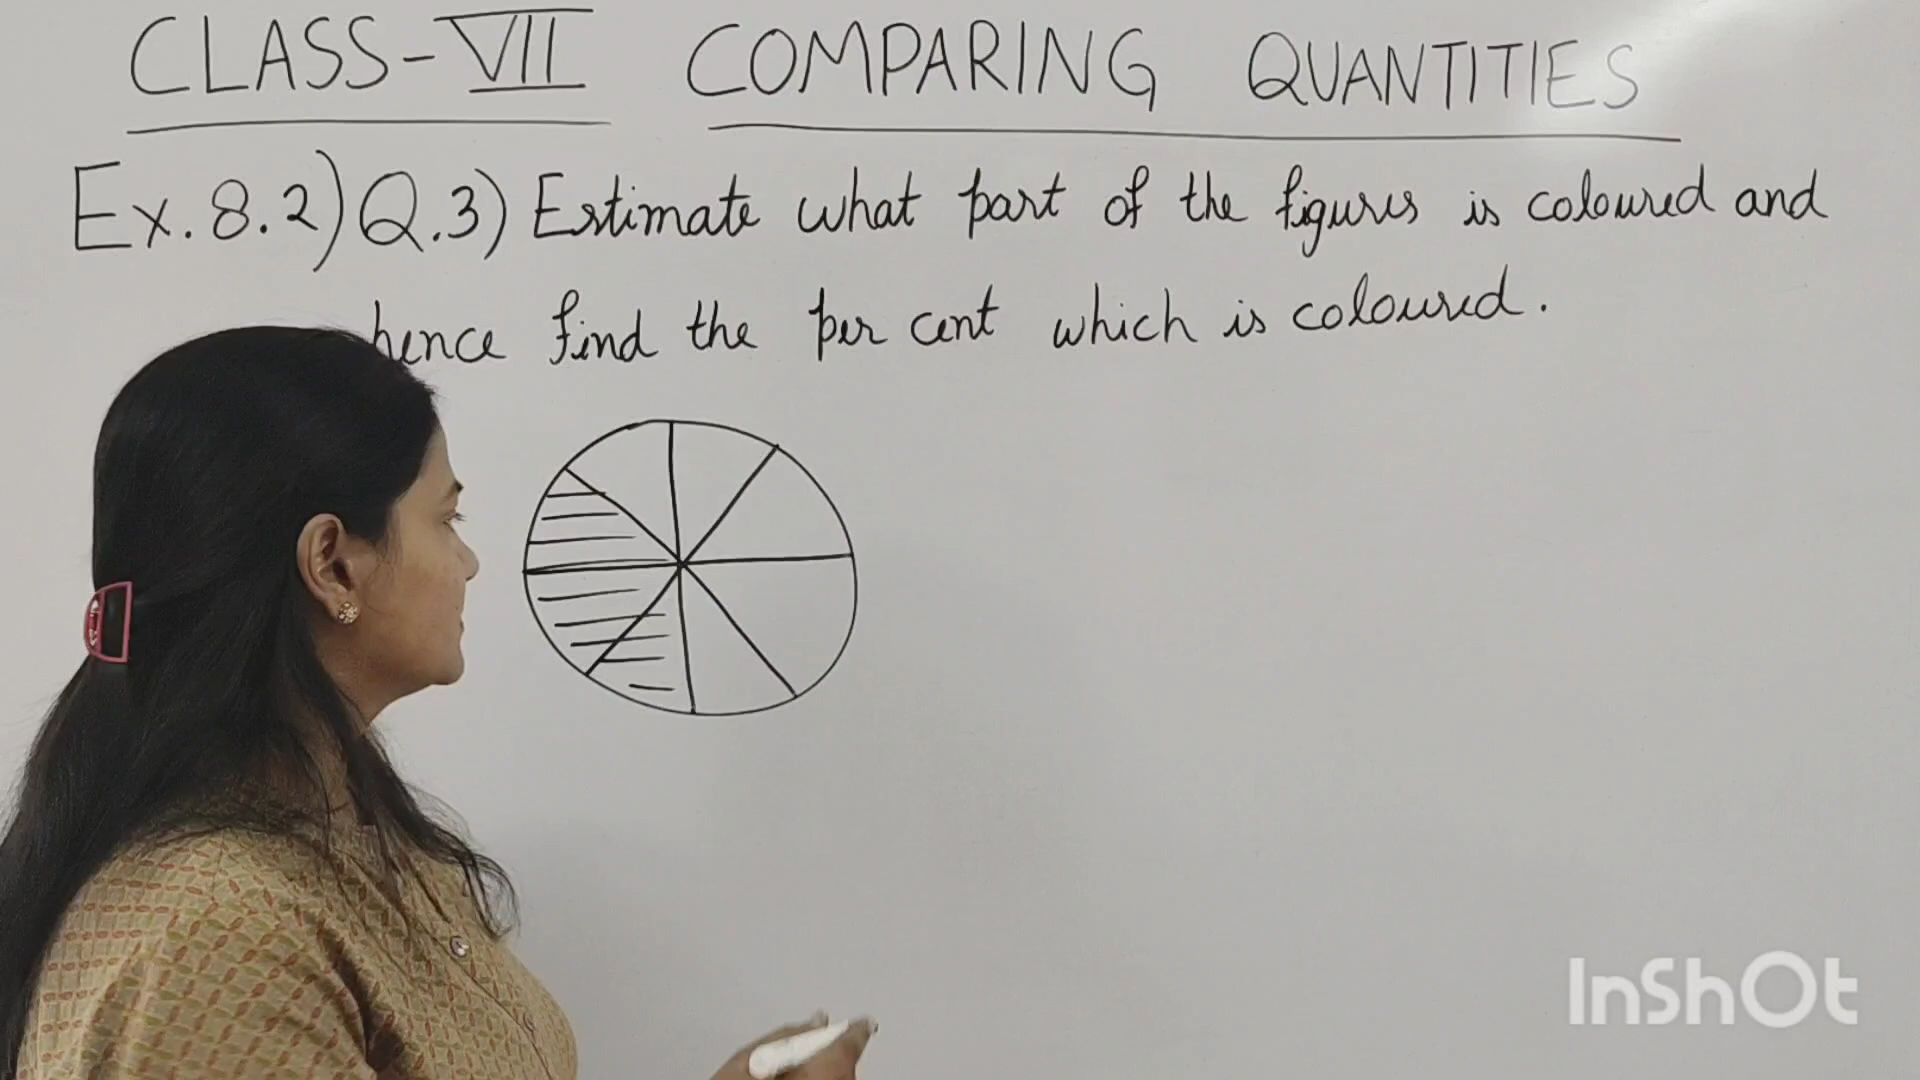 CLASS-VII COMPARING QUANTITIES
Ex. 8.2) Q.3) Estimate what part of the figures is coloured and
hence find the per cent which is coloured.
InShOt